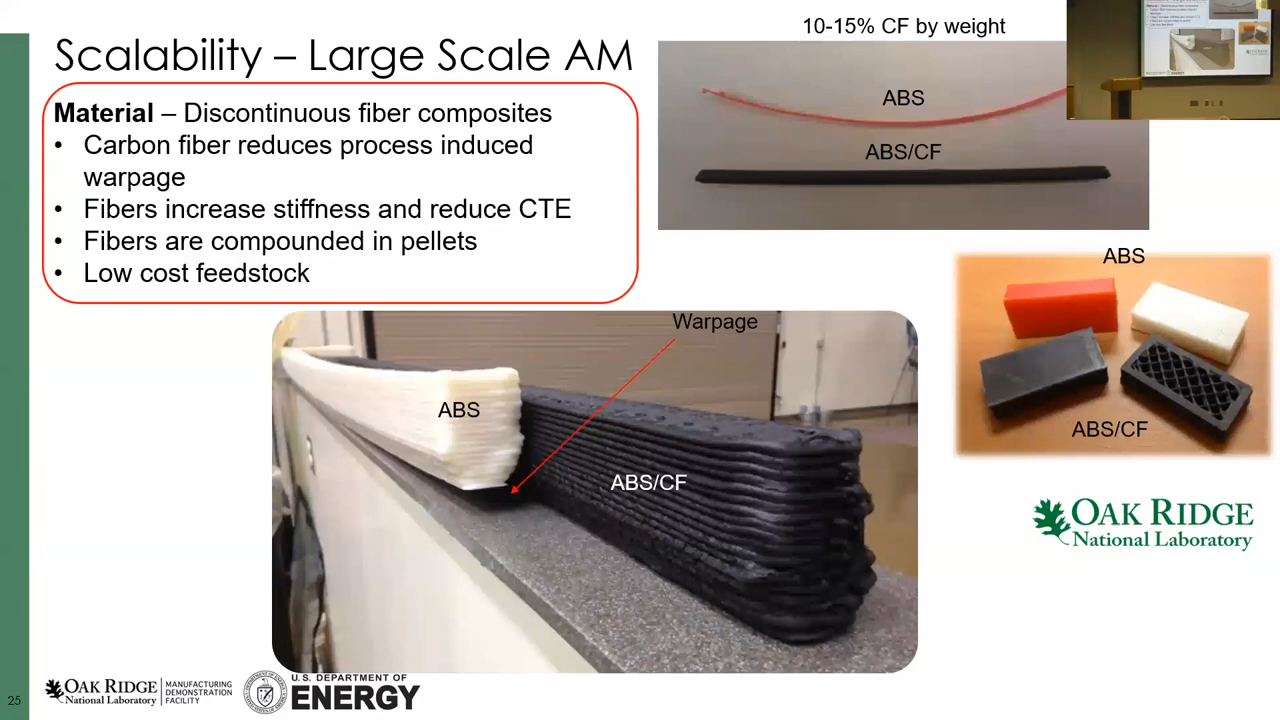 10-15% CF by weight
Scalability – Large Scale AM
Material – Discontinuous fiber composites
• Carbon fiber reduces process induced
warpage
• Fibers increase stiffness and reduce CTE
• Fibers are compounded in pellets
• Low cost feedstock
ABS
ABS/CF
ABS
ABS/CF
Warpage
ABS
ABS/CF
OAK RIDGE
National Laboratory
25
OAK RIDGE
National Laboratory
MANUFACTURING
DEMONSTRATION
FACILITY
U.S. DEPARTMENT OF
ENERGY